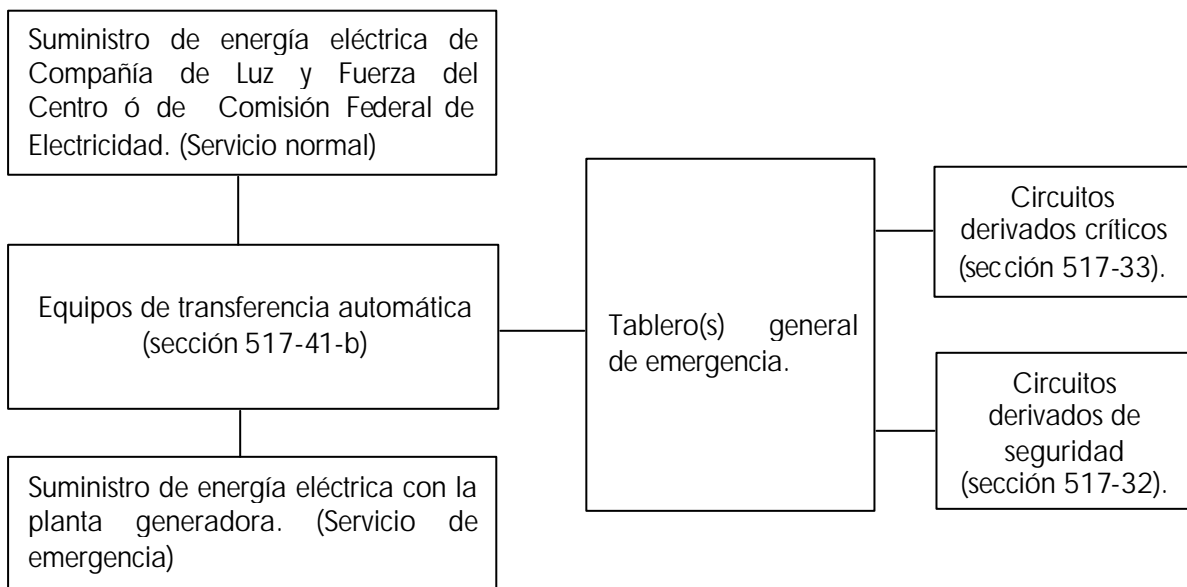 Suministro de energía eléctrica de
Compañía de Luz y Fuerza del
Centro ó de Comisión Federal de
Electricidad. (Servicio normal)
Equipos de transferencia automática
(sección 517-41-b)
Suministro de energía eléctrica con la
planta generadora. (Servicio de
emergencia)
Tablero(s) general
de emergencia.
Circuitos
derivados críticos
(sección 517-33).
Circuitos
derivados de
seguridad
(sección 517-32).